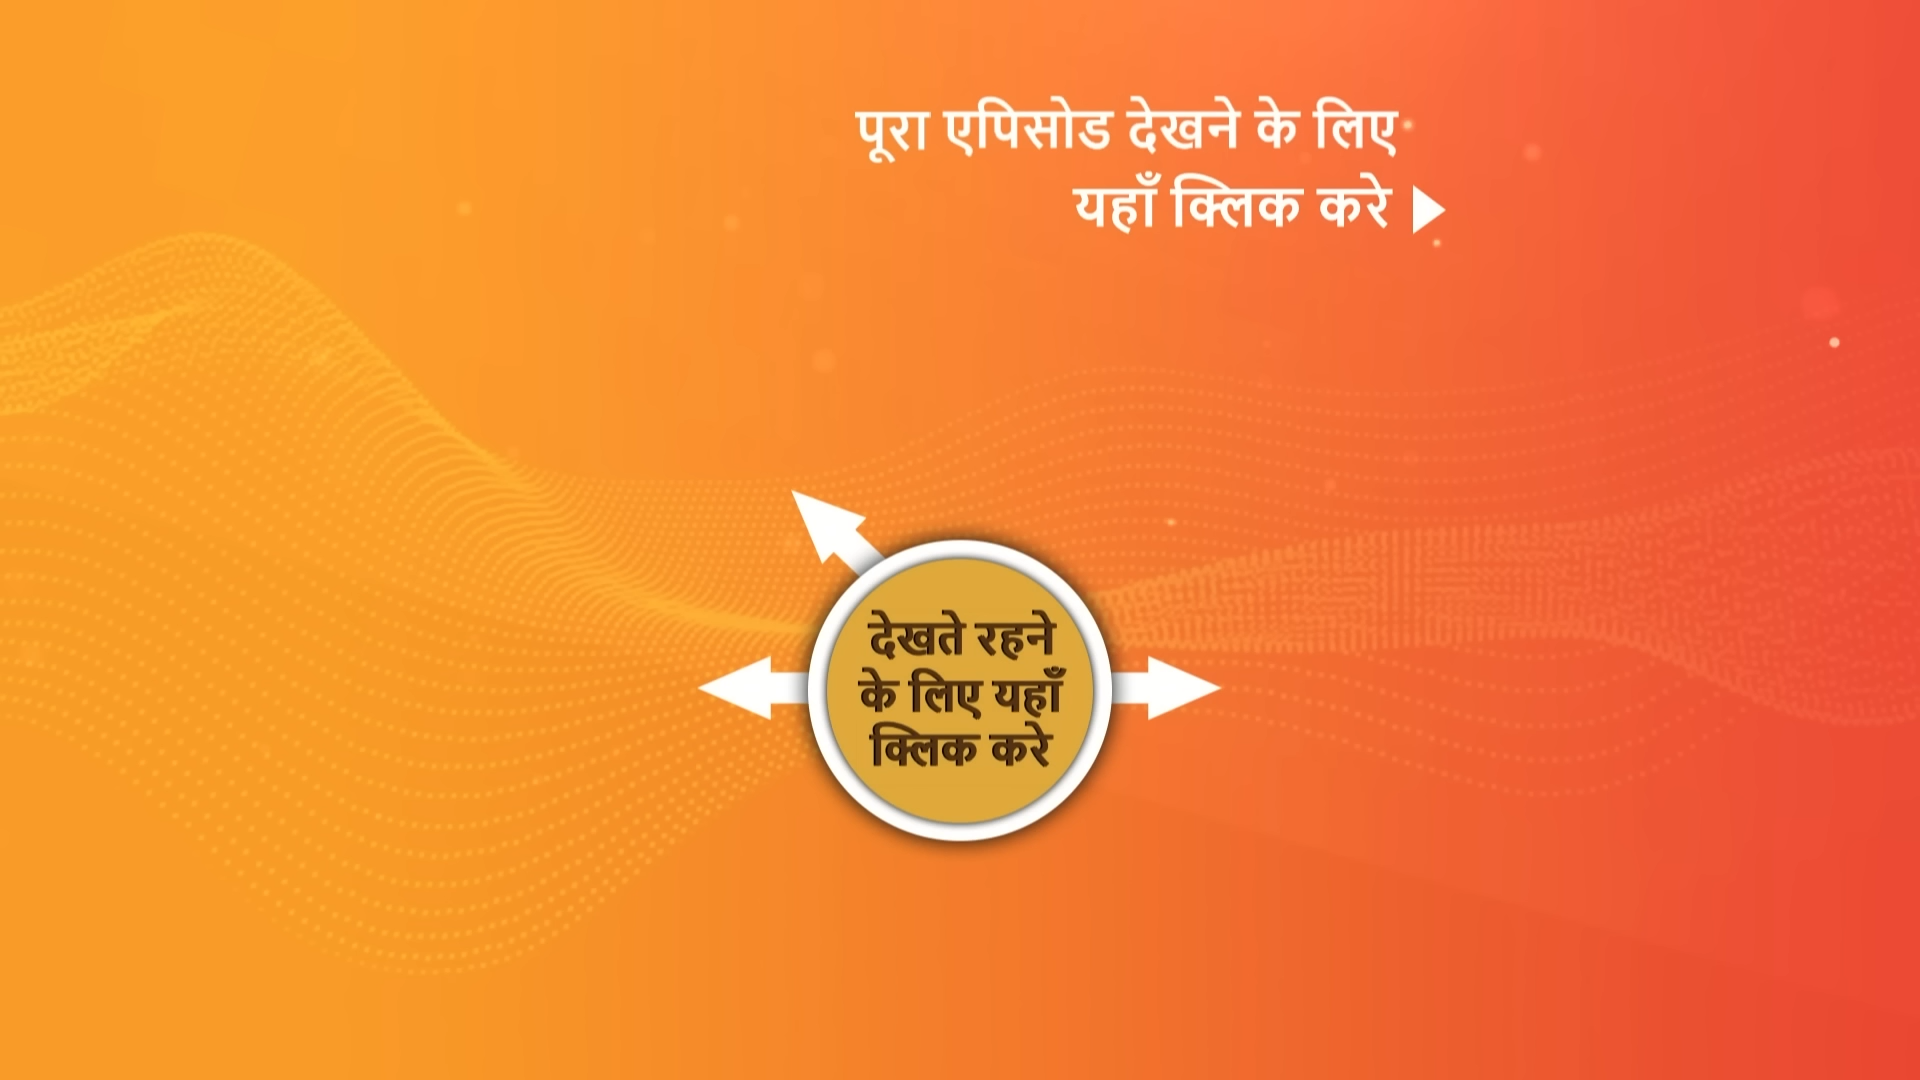 पूरा एपिसोड देखने के लिए
यहाँ क्लिक करे
देखते रहने
के लिए यहाँ
क्लिक करे